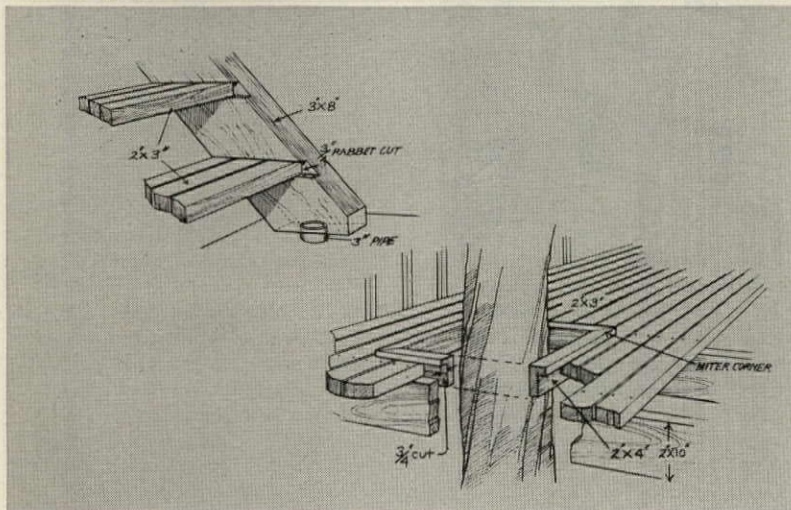 3"X8"
2"X3"
3/4" RABBET CUT
3" PIPE
2"X3"
MITER CORNER
3/4" CUT
2"X4"
2"X10"